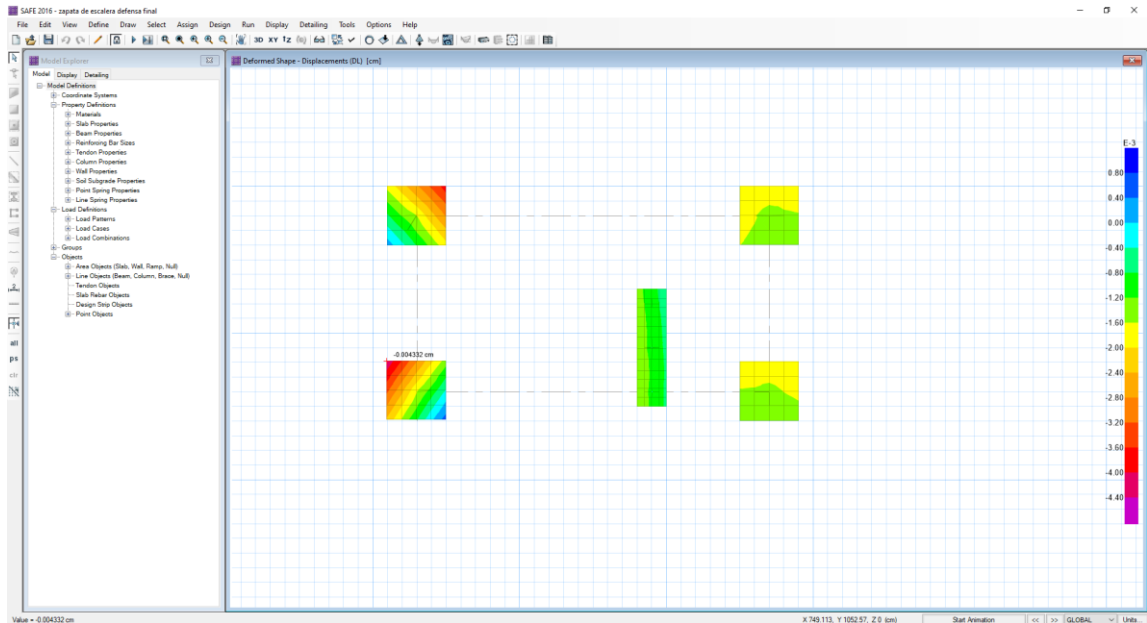 SAFE 2016 - zapata de escalera defensa final
File Edit View Define Draw Select Assign Design Run Display Detailing Tools Options Help
3D XY
Model Explorer
Model Display Detailing
Model Definitions
Coordinate Systems
Property Definitions
Materials
Slab Properties
Beam Properties
Reinforcing Bar Sizes
Tendon Properties
Column Properties
Wall Properties
Soil Subgrade Properties
Point Spring Properties
Line Spring Properties
Load Definitions
Load Patterns
Load Cases
Load Combinations
Groups
Objects
Area Objects (Slab, Wall, Ramp, Null)
Line Objects (Beam, Column, Brace, Null)
Tendon Objects
Slab Rebar Objects
Design Strip Objects
Point Objects
all
ps
clr
Deformed Shape - Displacements (DL) [cm]
-0.004332 cm
E-3
0.80
0.40
0.00
-0.40
-0.80
-1.20
-1.60
-2.00
-2.40
-2.80
-3.20
-3.60
-4.00
-4.40
Value = -0.004332 cm
X 749.113, Y 1052.57, Z 0 (cm)
Start Animation
<< >> GLOBAL Units